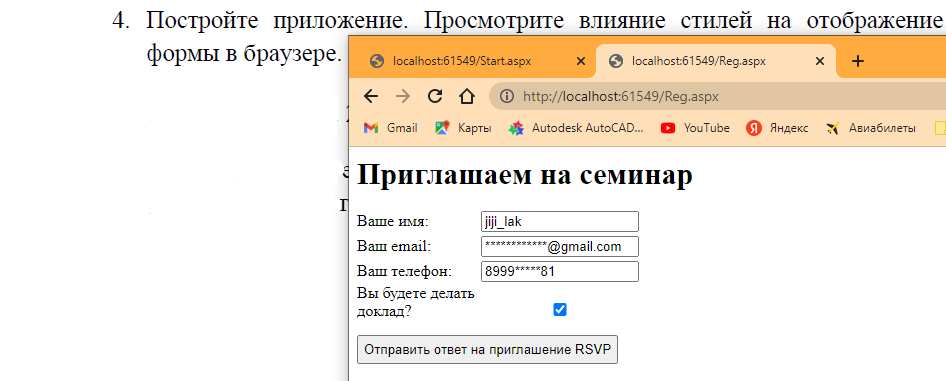 4. Постройте приложение. Просмотрите влияние стилей на отображение
формы в браузере.
localhost:61549/Start.aspx
localhost:61549/Reg.aspx
http://localhost:61549/Reg.aspx
Gmail Карты Autodesk AutoCAD... YouTube Яндекс Авиабилеты
Приглашаем на семинар
Ваше имя: jiji_lak
Ваш email: ************@gmail.com
Ваш телефон: 8999*****81
Вы будете делать
доклад?
Отправить ответ на приглашение RSVP